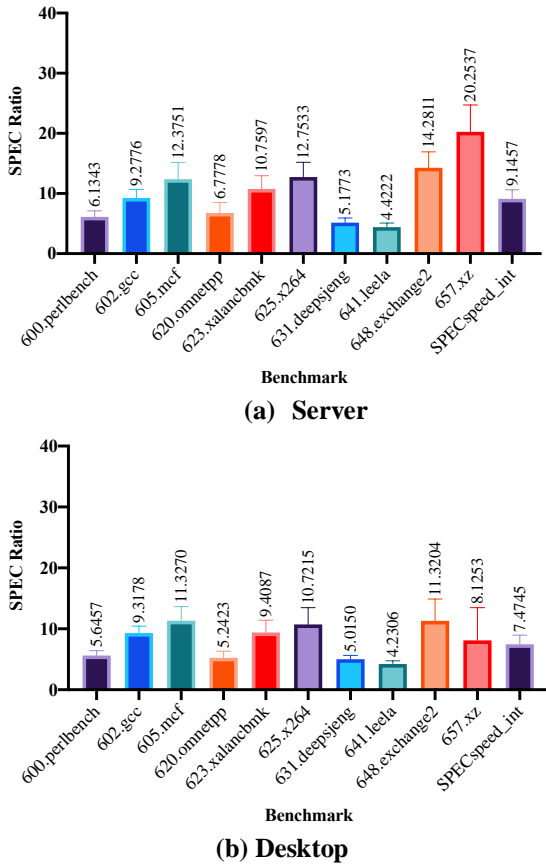 40
30
20
10
0
SPEC Ratio
6.1343
9.2776
12.3751
6.7778
10.7597
12.7533
5.1773
4.4222
14.2811
20.2537
9.1457
600.perlbench
602.gcc
605.mcf
620.omnetpp
623.xalancbmk
625.x264
631.deepsjeng
641.leela
648.exchange2
657.xz
SPECspeed_int
Benchmark
(a) Server
40
30
20
10
0
SPEC Ratio
5.6457
9.3178
11.3270
5.2423
9.4087
10.7215
5.0150
4.2306
11.3204
8.1253
7.4745
600.perlbench
602.gcc
605.mcf
620.omnetpp
623.xalancbnk
625.x264
631.deepsjeng
641.leela
648.exchange2
657.xz
SPECspeed_int
Benchmark
(b) Desktop